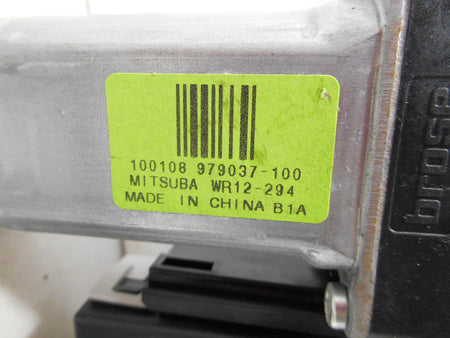 100108 979037-100
MITSUBA WR12-294
MADE IN CHINA B1A
brose